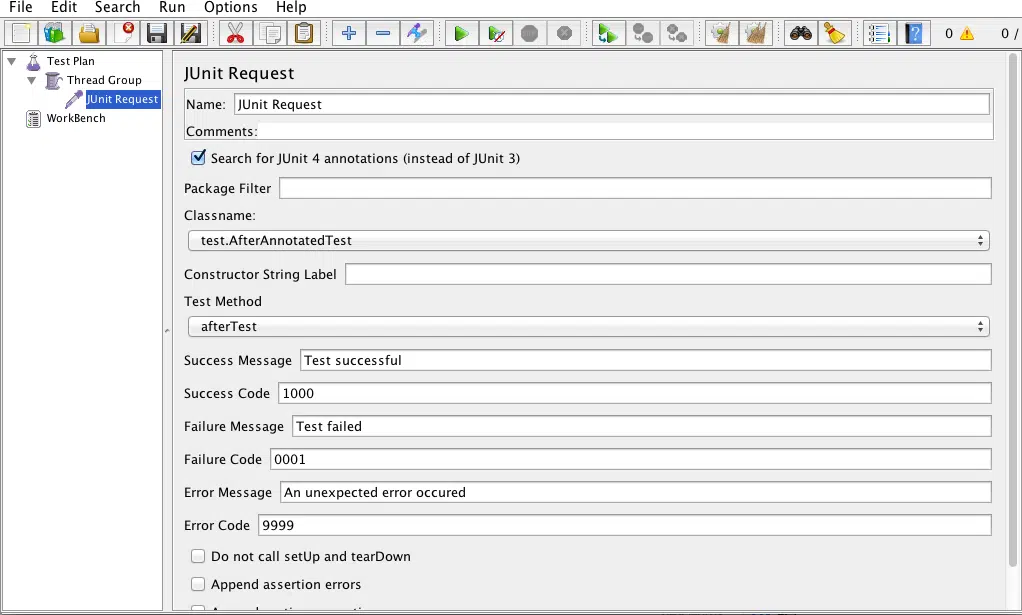 File Edit Search Run Options Help
0 0 /
Test Plan
Thread Group
JUnit Request
WorkBench
JUnit Request
Name: JUnit Request
Comments:
Search for JUnit 4 annotations (instead of JUnit 3)
Package Filter
Classname:
test.AfterAnnotatedTest
Constructor String Label
Test Method
afterTest
Success Message Test successful
Success Code 1000
Failure Message Test failed
Failure Code 0001
Error Message An unexpected error occured
Error Code 9999
Do not call setUp and tearDown
Append assertion errors